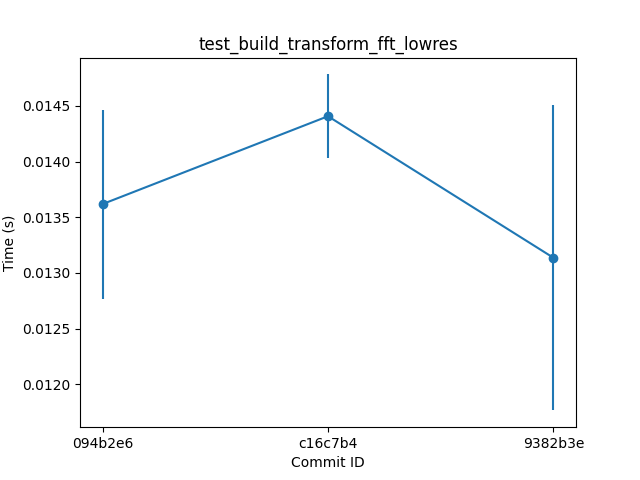 test_build_transform_fft_lowres
Time (s)
0.0145
0.0140
0.0135
0.0130
0.0125
0.0120
094b2e6
c16c7b4
9382b3e
Commit ID